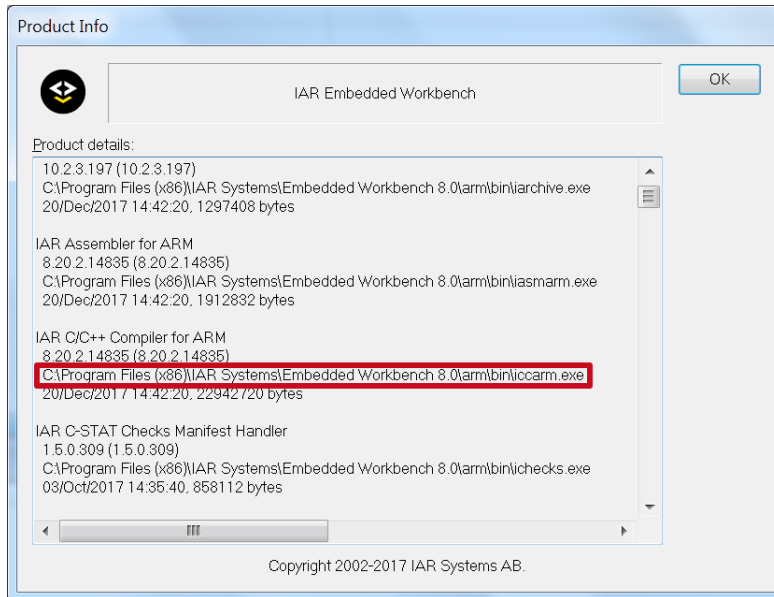 Product Info
IAR Embedded Workbench
OK
Product details:
10.2.3.197 (10.2.3.197)
C:\Program Files (x86)\IAR Systems\Embedded Workbench 8.0\arm\bin\iarchive.exe
20/Dec/2017 14:42:20, 1297408 bytes
IAR Assembler for ARM
8.20.2.14835 (8.20.2.14835)
C:\Program Files (x86)\IAR Systems\Embedded Workbench 8.0\arm\bin\iasmarm.exe
20/Dec/2017 14:42:20, 1912832 bytes
IAR C/C++ Compiler for ARM
8.20.2.14835 (8.20.2.14835)
C:\Program Files (x86)\IAR Systems\Embedded Workbench 8.0\arm\bin\iccarm.exe
20/Dec/2017 14:42:20, 22942720 bytes
IAR C-STAT Checks Manifest Handler
1.5.0.309 (1.5.0.309)
C:\Program Files (x86)\IAR Systems\Embedded Workbench 8.0\arm\bin\ichecks.exe
03/Oct/2017 14:35:40, 858112 bytes
Copyright 2002-2017 IAR Systems AB.